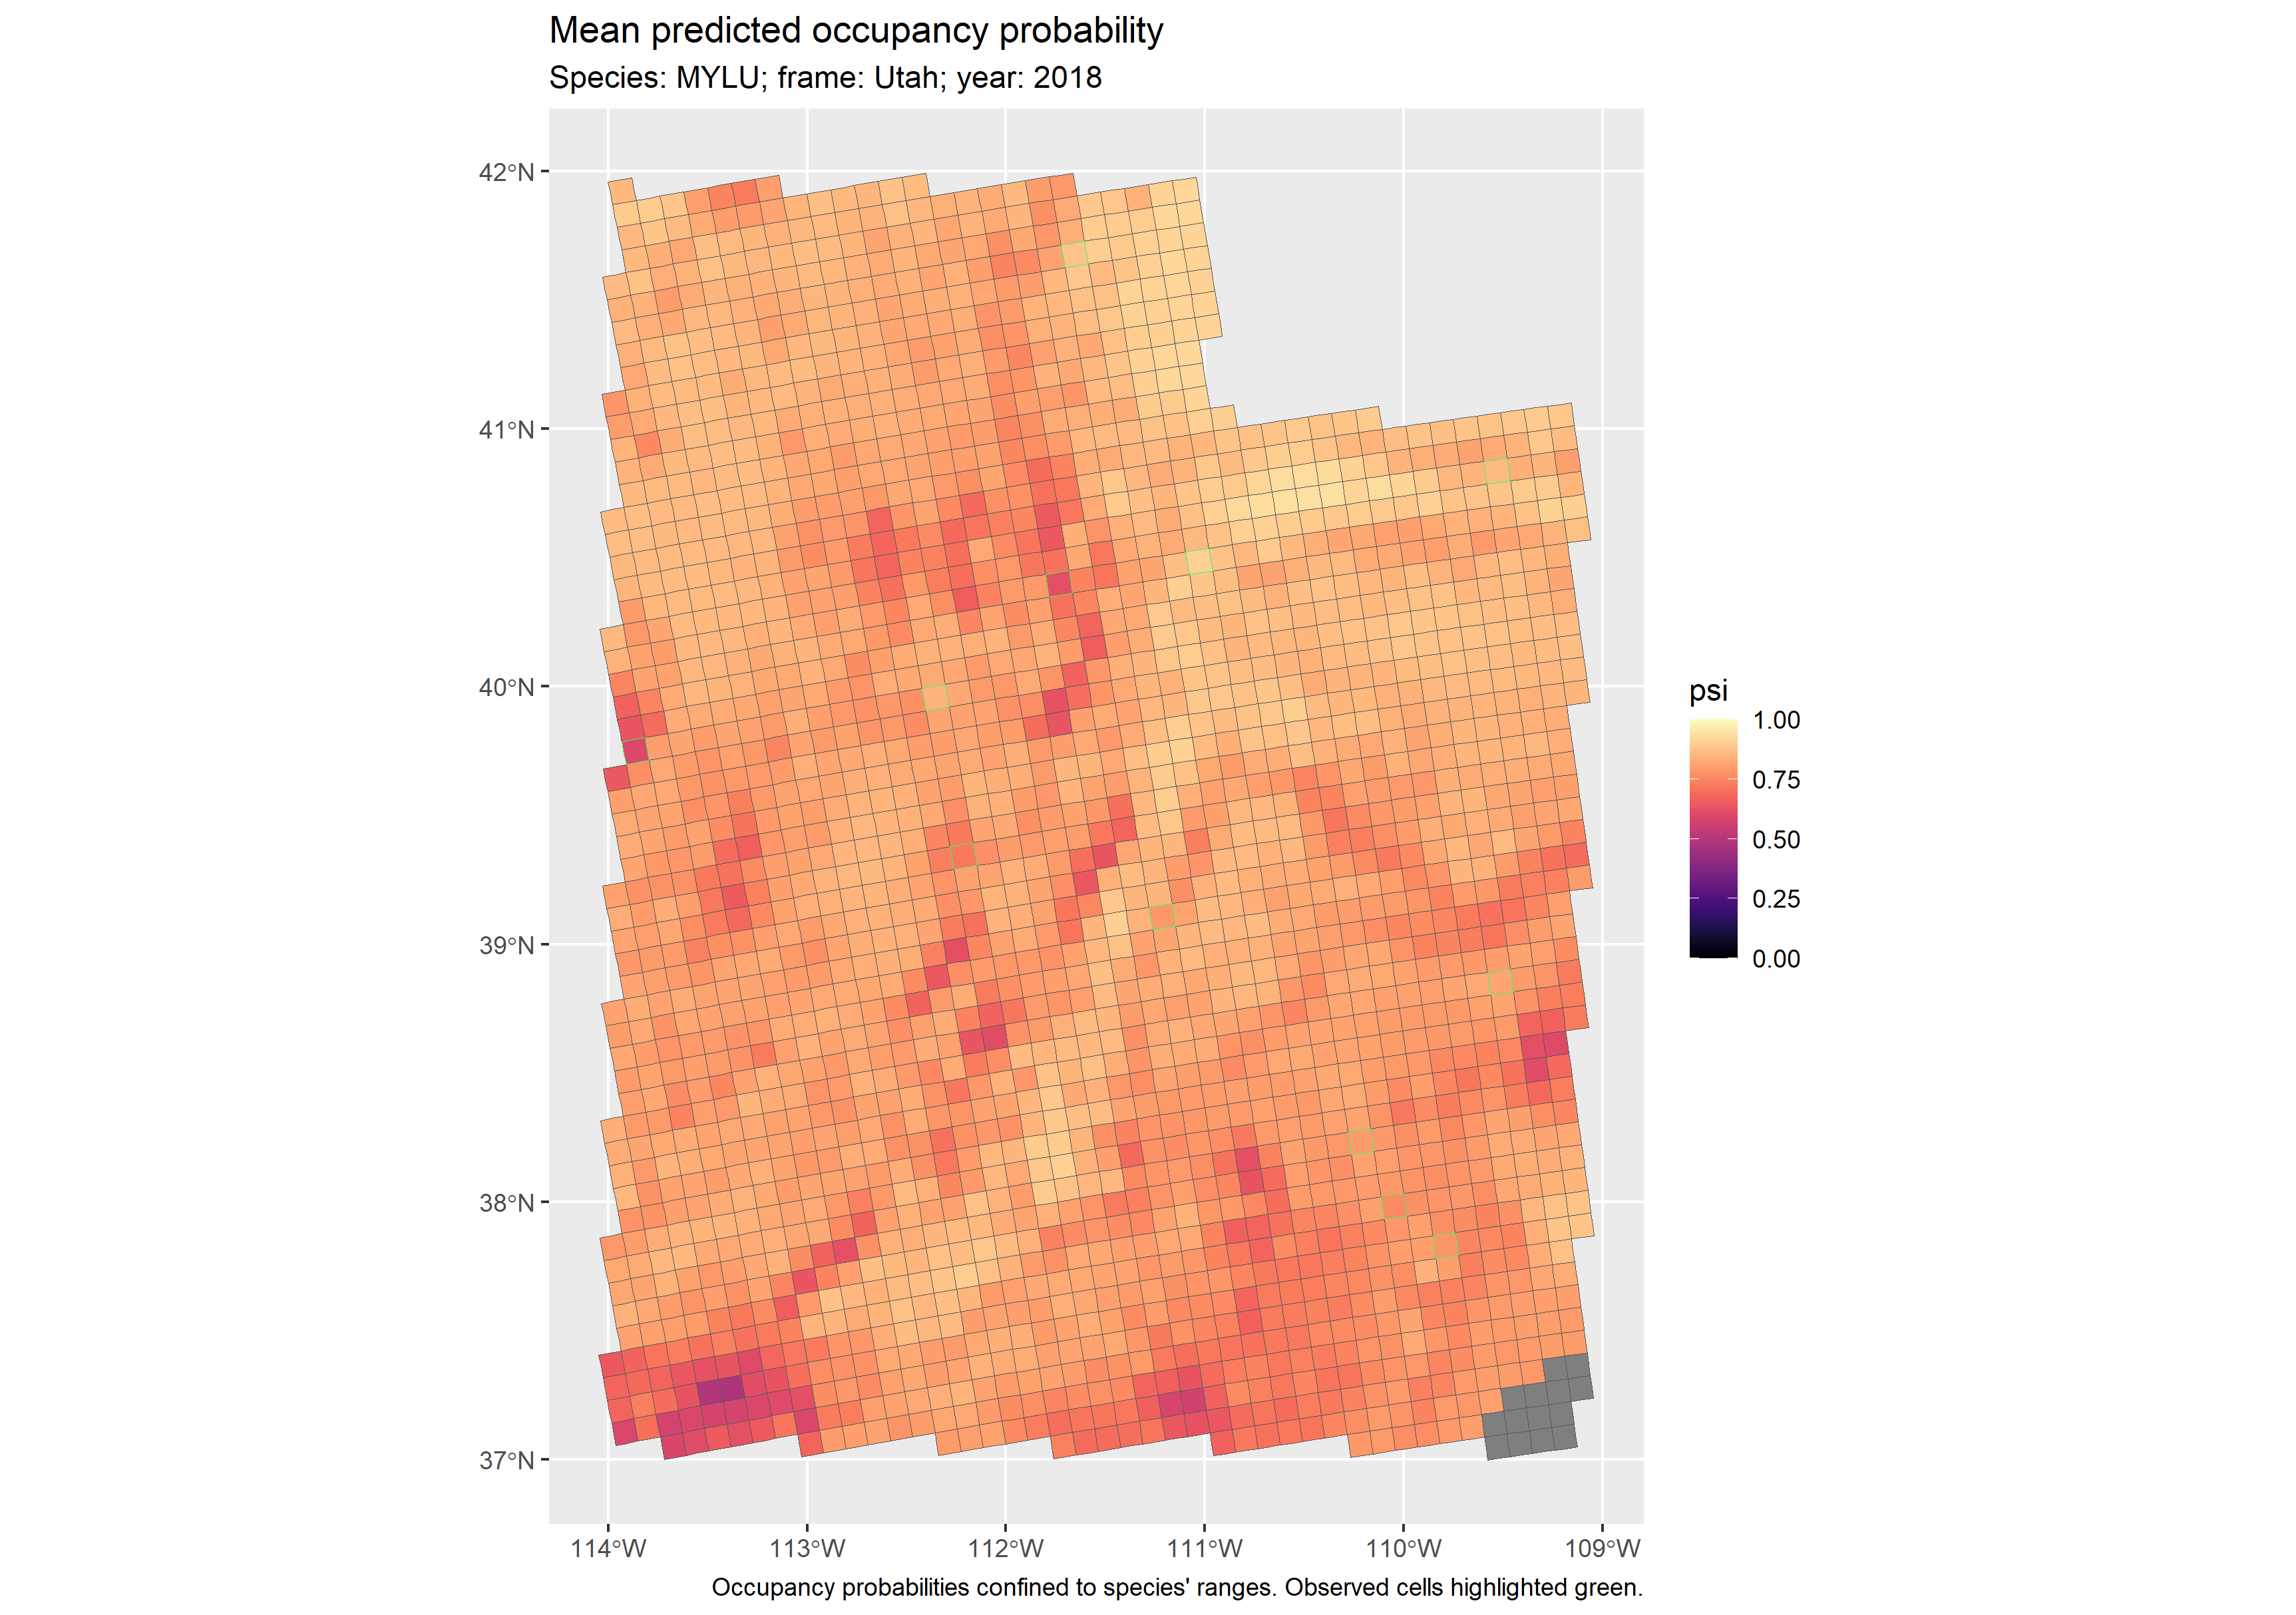 Mean predicted occupancy probability
Species: MYLU; frame: Utah; year: 2018
42°N
41°N
40°N
39°N
38°N
37°N
114°W
113°W
112°W
111°W
110°W
109°W
psi
1.00
0.75
0.50
0.25
0.00
Occupancy probabilities confined to species' ranges. Observed cells highlighted green.